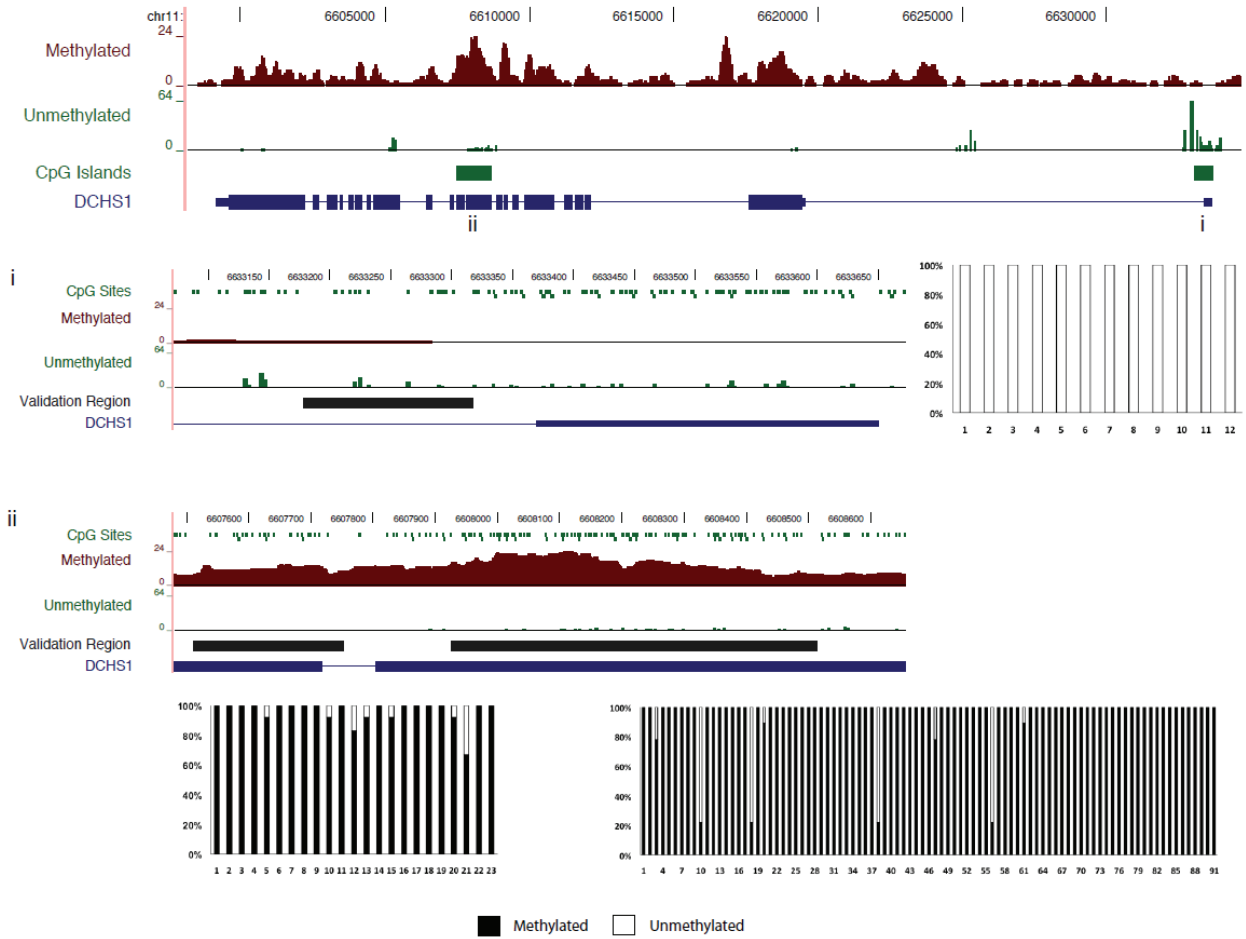 chr11: 6605000 6610000 6615000 6620000 6625000 6630000
24
Methylated
0
64
Unmethylated
0
CpG Islands
DCHS1
ii i
i
6633150 6633200 6633250 6633300 6633350 6633400 6633450 6633500 6633550 6633600 6633650
CpG Sites
24
Methylated
0
64
Unmethylated
0
Validation Region
DCHS1
100%
80%
60%
40%
20%
0%
1 2 3 4 5 6 7 8 9 10 11 12
ii
6607600 6607700 6607800 6607900 6608000 6608100 6608200 6608300 6608400 6608500 6608600
CpG Sites
24
Methylated
0
64
Unmethylated
0
Validation Region
DCHS1
100%
80%
60%
40%
20%
0%
1 2 3 4 5 6 7 8 9 10 11 12 13 14 15 16 17 18 19 20 21 22 23
100%
80%
60%
40%
20%
0%
1 4 7 10 13 16 19 22 25 28 31 34 37 40 43 46 49 52 55 58 61 64 67 70 73 76 79 82 85 88 91
Methylated Unmethylated